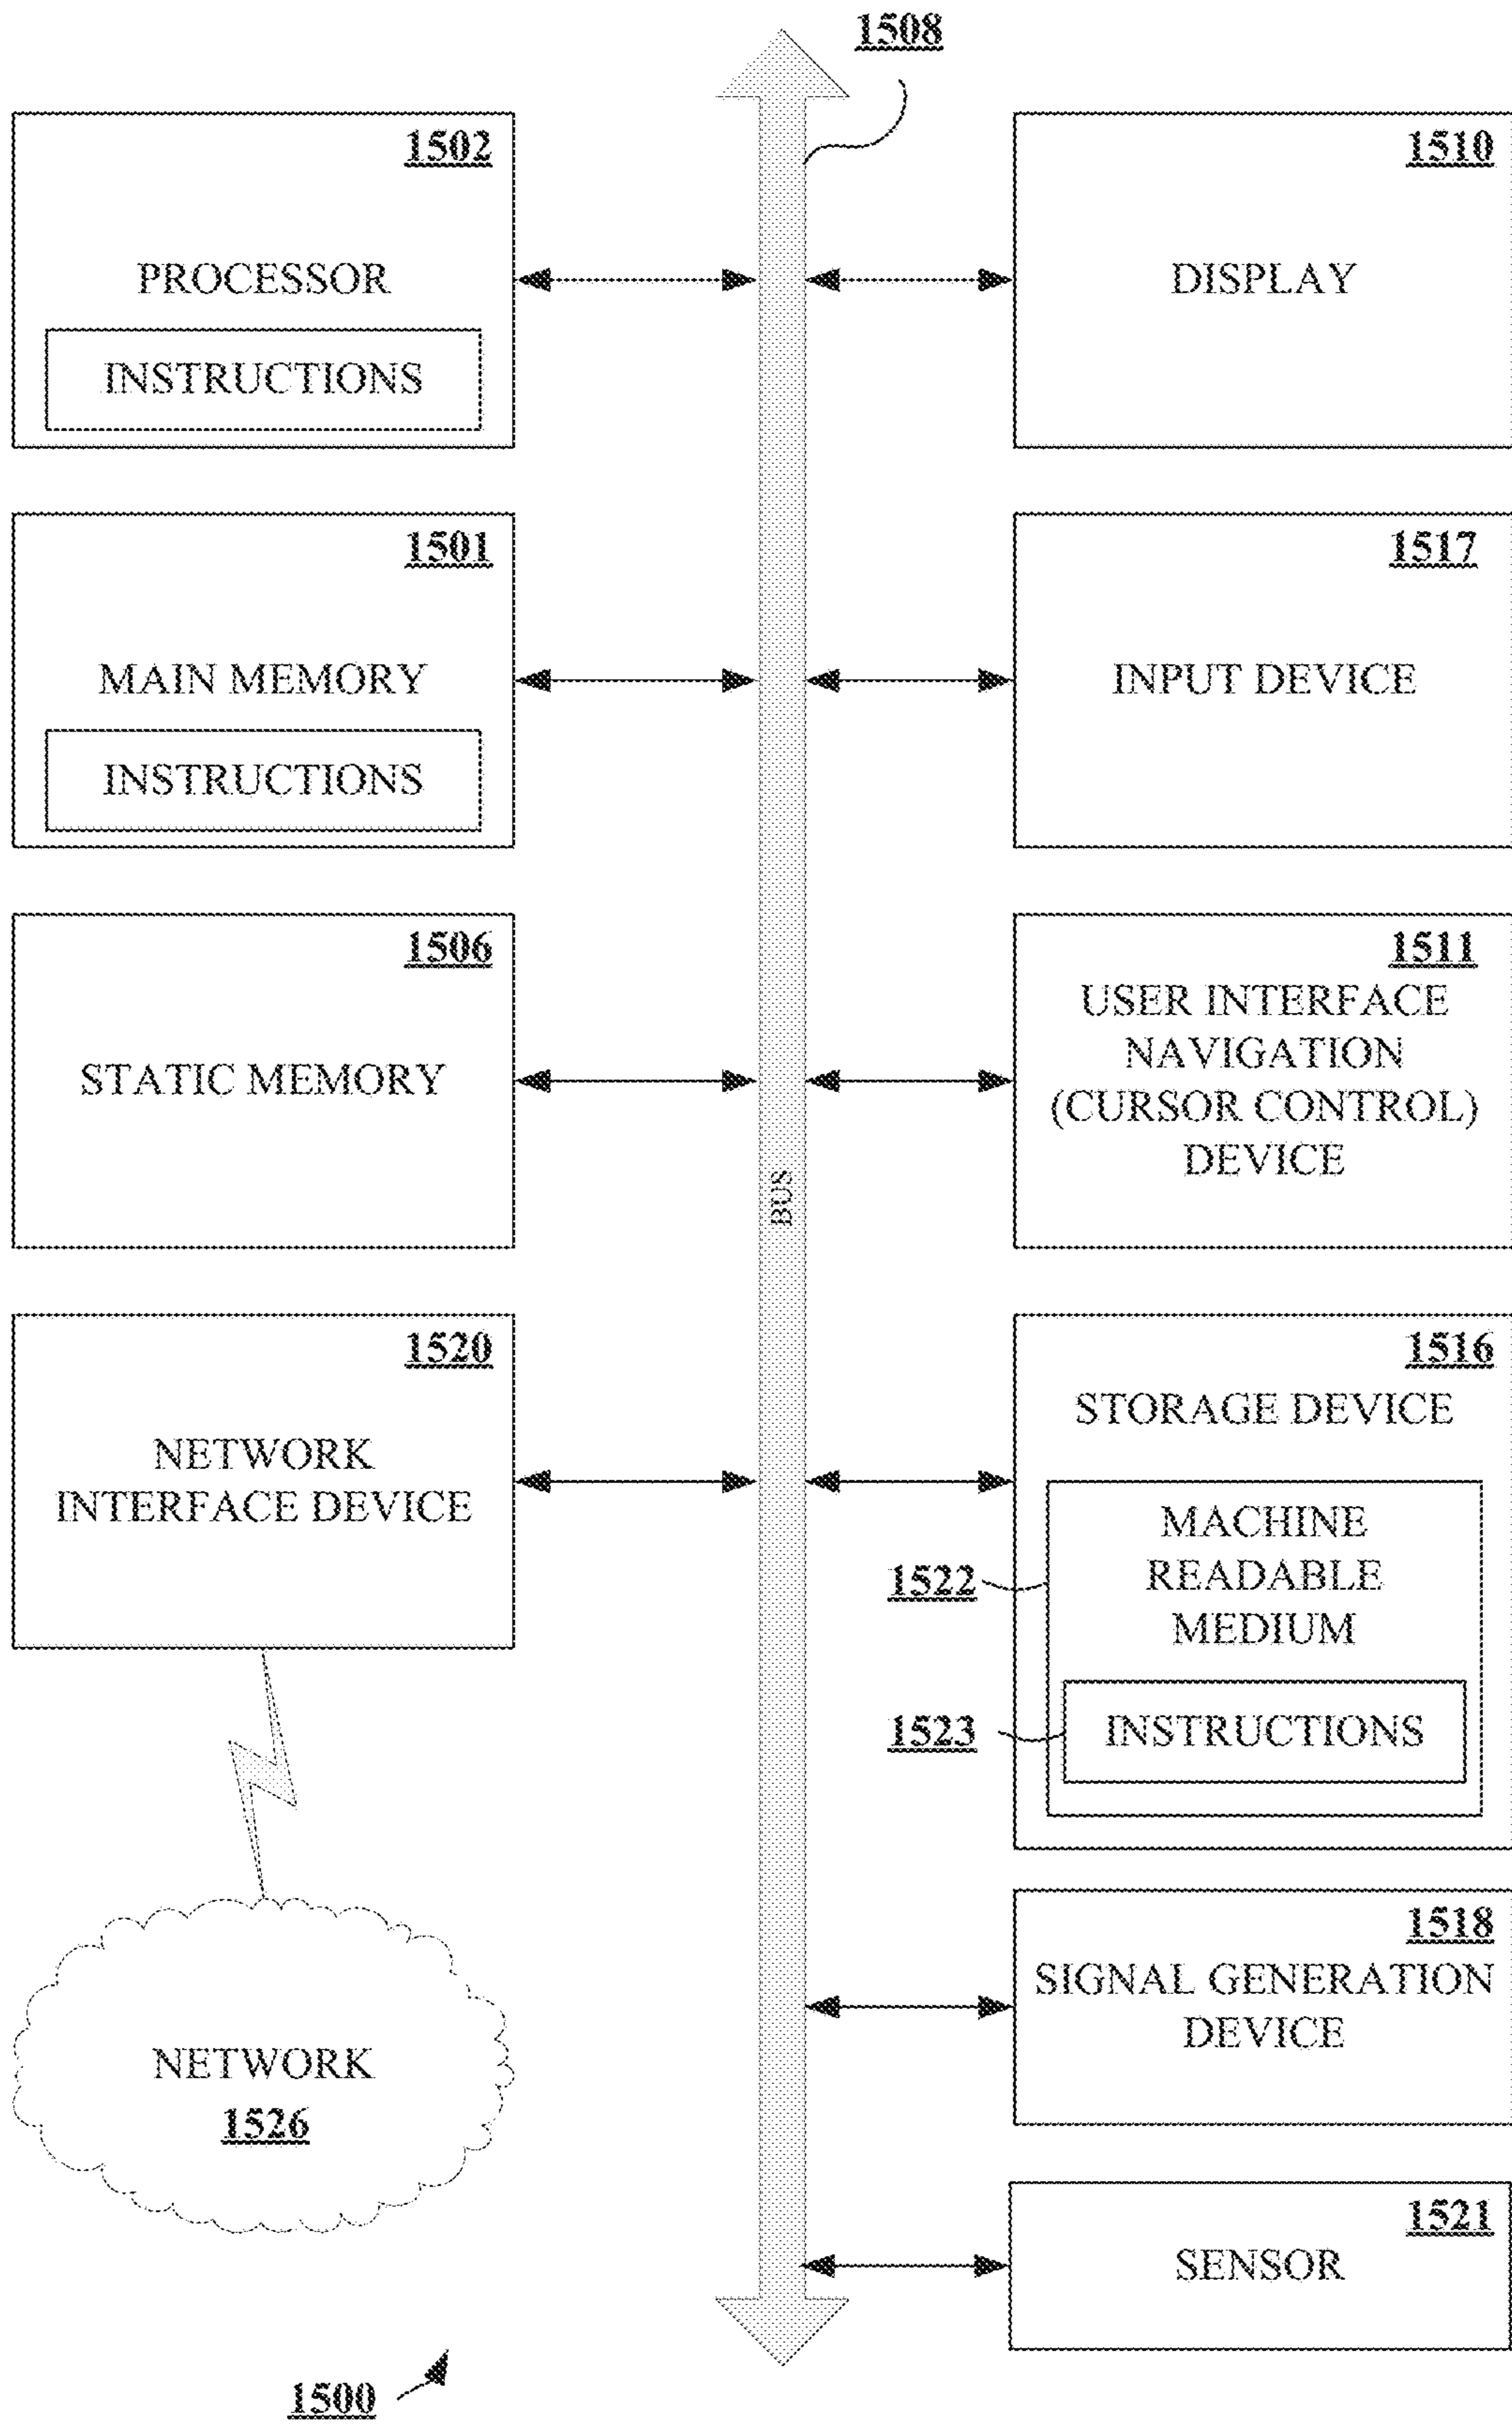 1508
1502
PROCESSOR
INSTRUCTIONS
1510
DISPLAY
1501
MAIN MEMORY
INSTRUCTIONS
1517
INPUT DEVICE
1506
STATIC MEMORY
1511
USER INTERFACE
NAVIGATION
(CURSOR CONTROL)
DEVICE
BUS
1520
NETWORK
INTERFACE DEVICE
1516
STORAGE DEVICE
MACHINE
READABLE
MEDIUM
1522
INSTRUCTIONS
1523
1518
SIGNAL GENERATION
DEVICE
NETWORK
1526
1521
SENSOR
1500